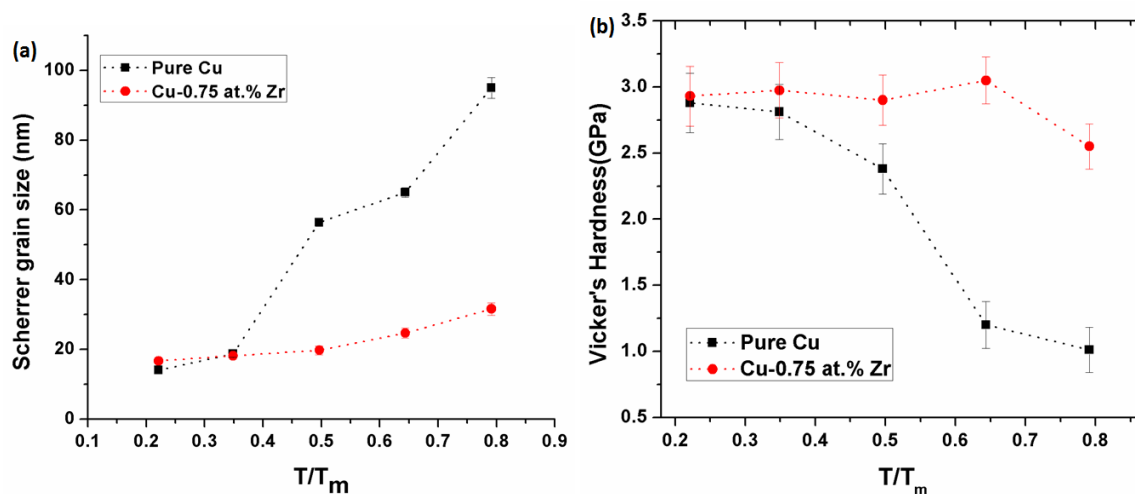 (a)
Pure Cu
Cu-0.75 at.% Zr
Scherrer grain size (nm)
100
80
60
40
20
0
0.1 0.2 0.3 0.4 0.5 0.6 0.7 0.8 0.9
T/Tm
(b)
Vicker's Hardness(GPa)
3.5
3.0
2.5
2.0
1.5
1.0
0.5
Pure Cu
Cu-0.75 at.% Zr
0.2 0.3 0.4 0.5 0.6 0.7 0.8
T/Tm